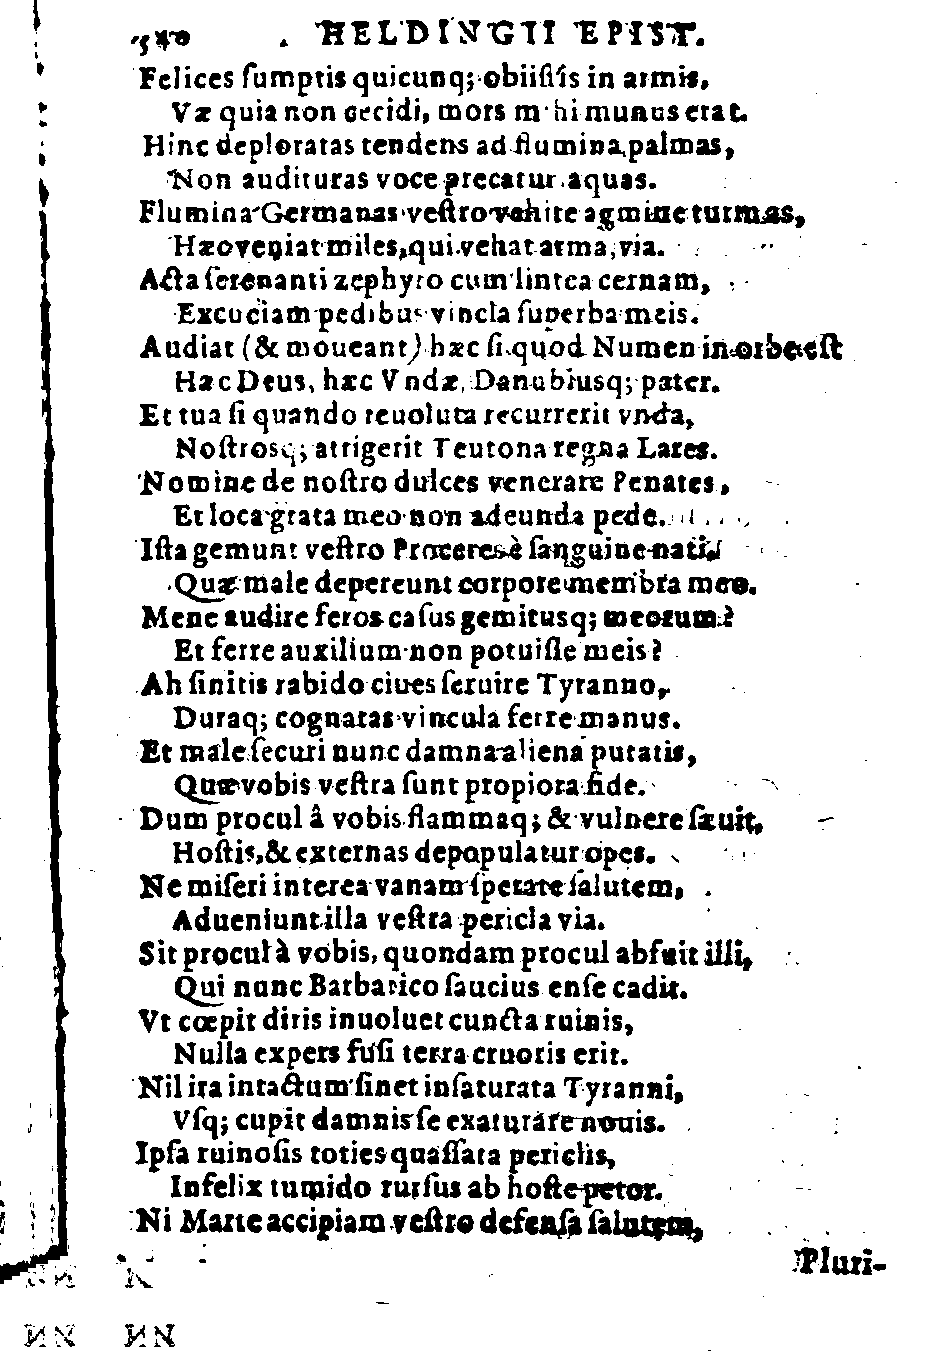 540 HELDINGII EPIST.
Felices ſumptis quicunq; obiiſtis in armis,
Væ quia non cecidi, mors mihi munus erat.
Hinc deploratas tendens ad flumina palmas,
Non audituras voce precatur aquas.
Flumina Germanas veſtro vehite agmine turmas,
Hæc veniat miles, qui vehat arma, via.
Acta ſerenanti zephyro cum lintea cernam,
Excuciam pedibus vincla ſuperba meis.
Audiat (& moueant) hæc ſi quod Numen in orbe eſt
Hæc Deus, hæc Vndæ, Danubiusq; pater.
Et tua ſi quando reuoluta recurrerit vnda,
Noſtrosq; attigerit Teutona regna Lares.
Nomine de noſtro dulces venerare Penates,
Et loca grata meo non adeunda pede.
Iſta gemunt veſtro Proceres è ſanguine nati,
Quæ male depereunt corpore membra meo.
Mene audire feros caſus gemitusq; meorum?
Et ferre auxilium non potuiſſe meis?
Ah ſinitis rabido ciues ſeruire Tyranno,
Duraq; cognatas vincula ferre manus.
Et male ſecuri nunc damna aliena putatis,
Quæ vobis veſtra ſunt propiora fide.
Dum procul â vobis flammaq; & vulnere ſæuit,
Hoſtis, & externas depopulatur opes.
Ne miſeri interea vanam ſperate ſalutem,
Adueniunt illa veſtra pericla via.
Sit procul à vobis, quondam procul abfuit illi,
Qui nunc Barbarico ſaucius enſe cadit.
Vt cœpit diris inuoluet cuncta ruinis,
Nulla expers fuſi terra cruoris erit.
Nil ira intactum ſinet inſaturata Tyranni,
Vſq; cupit damnis ſe exaturare nouis.
Ipſa ruinoſis toties quaſſata periclis,
Infelix tumido rurſus ab hoſte petor.
Ni Marte accipiam veſtro defenſa ſalutem,
Pluri-